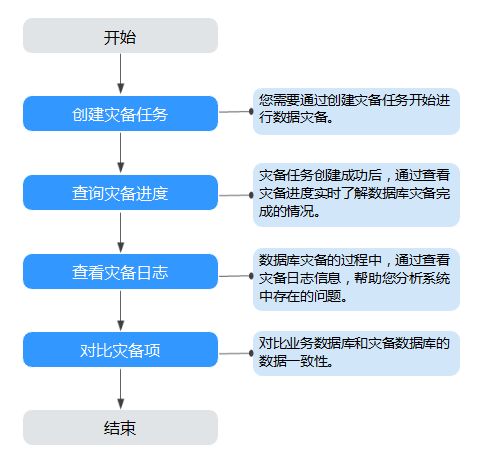 开始
创建灾备任务
您需要通过创建灾备任务开始进
行数据灾备。
查询灾备进度
灾备任务创建成功后，通过查看
灾备进度实时了解数据库灾备完
成的情况。
查看灾备日志
数据库灾备的过程中，通过查看
灾备日志信息，帮助您分析系统
中存在的问题。
对比灾备项
对比业务数据库和灾备数据库的
数据一致性。
结束